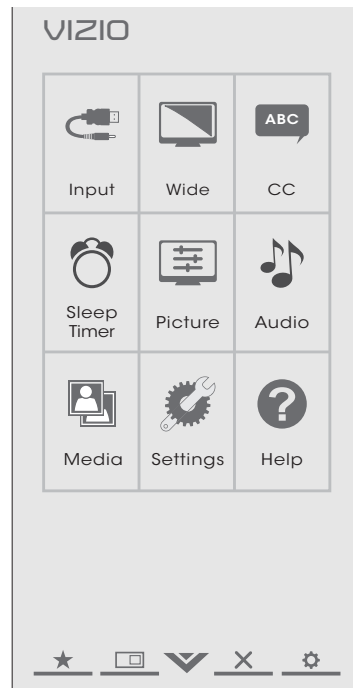 VIZIO
ABC
Input
Wide
CC
Sleep
Timer
Picture
Audio
Media
Settings
?
Help